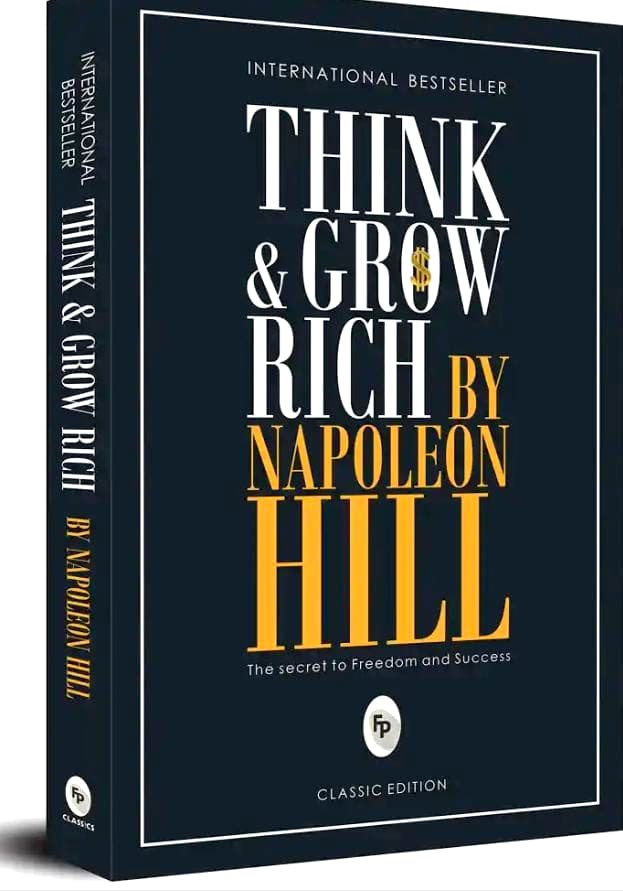 INTERNATIONAL BESTSELLER
THINK
& GROW
RICH BY
NAPOLEON
HILL
The secret to Freedom and Success
FP
CLASSIC EDITION
INTERNATIONAL
BESTSELLER
THINK & GROW RICH BY NAPOLEON HILL
FP
CLASSICS